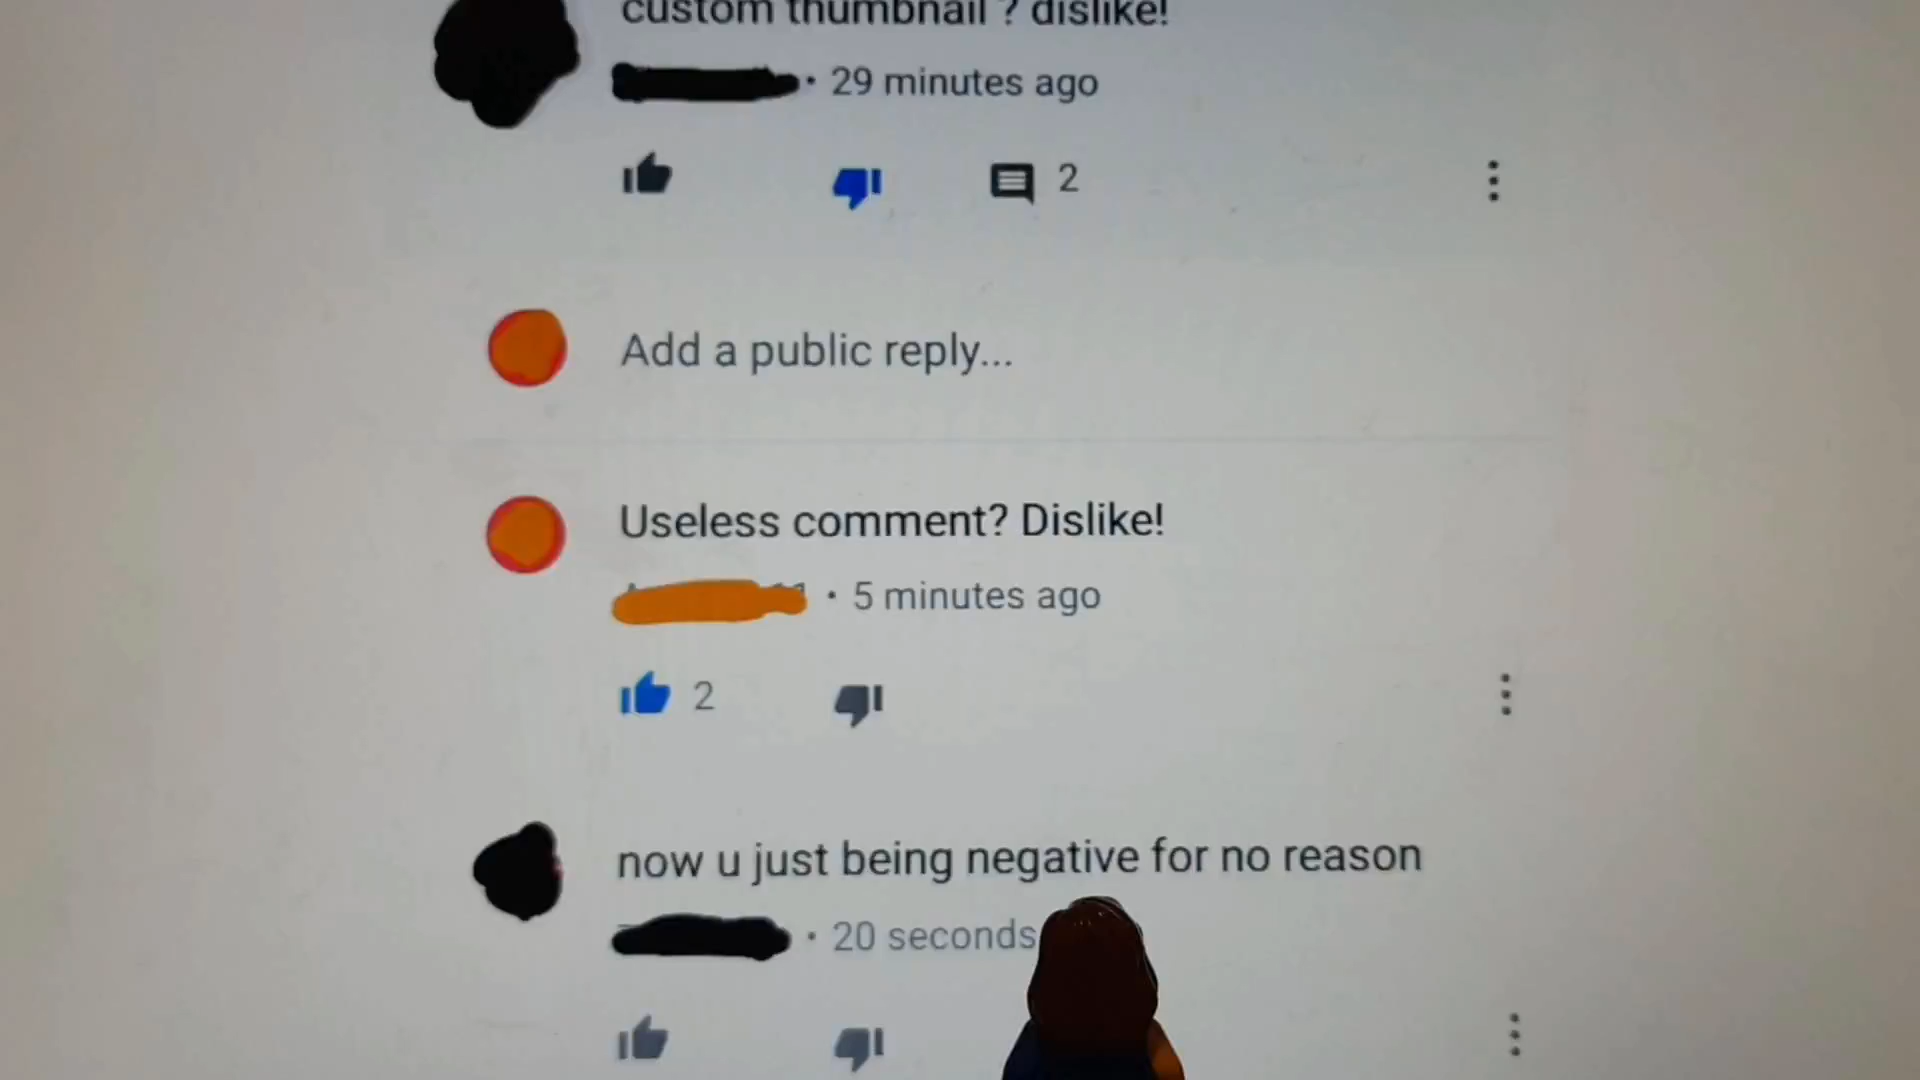 custom thumbnail ? dislike!
• 29 minutes ago
2
Add a public reply...
Useless comment? Dislike!
• 5 minutes ago
2
now u just being negative for no reason
• 20 seconds